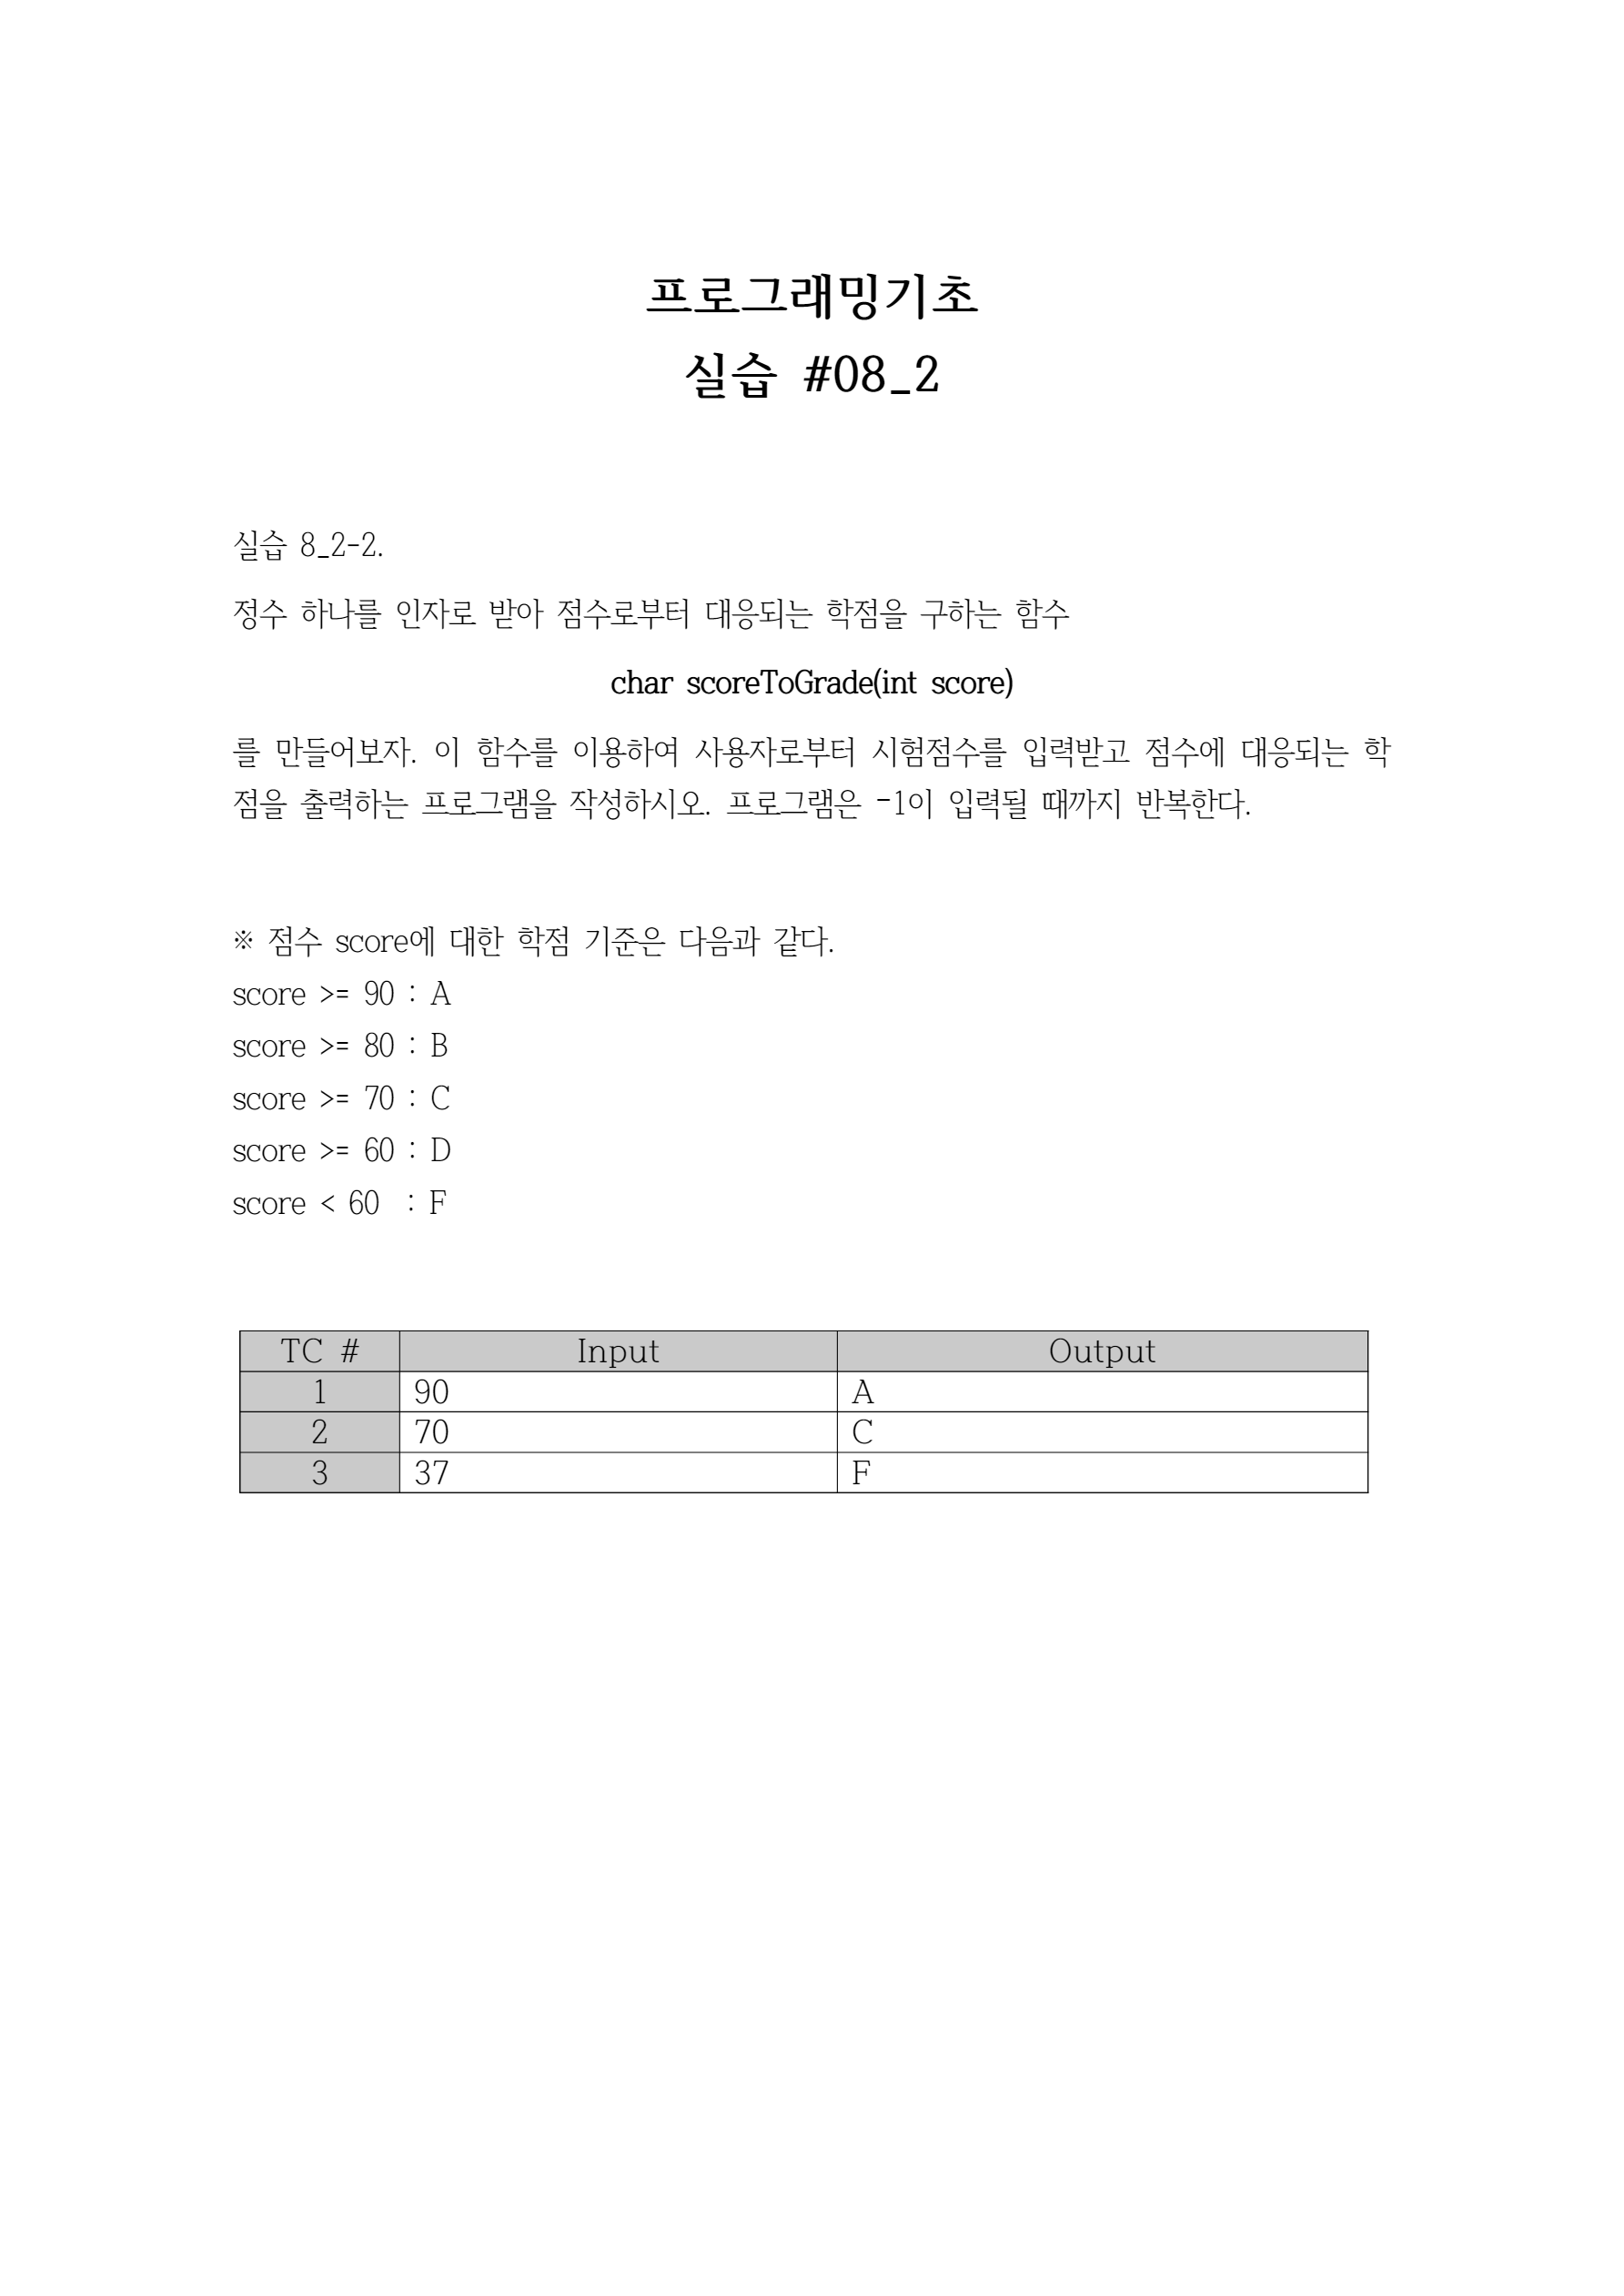 프로그래밍기초
실습 #08_2
실습 8_2-2.
정수 하나를 인자로 받아 점수로부터 대응되는 학점을 구하는 함수
char scoreToGrade(int score)
를 만들어보자. 이 함수를 이용하여 사용자로부터 시험점수를 입력받고 점수에 대응되는 학
점을 출력하는 프로그램을 작성하시오. 프로그램은 -1이 입력될 때까지 반복한다.
※ 점수 score에 대한 학점 기준은 다음과 같다.
score >= 90 : A
score >= 80 : B
score >= 70 : C
score >= 60 : D
score < 60 : F
TC # Input Output
1 90 A
2 70 C
3 37 F